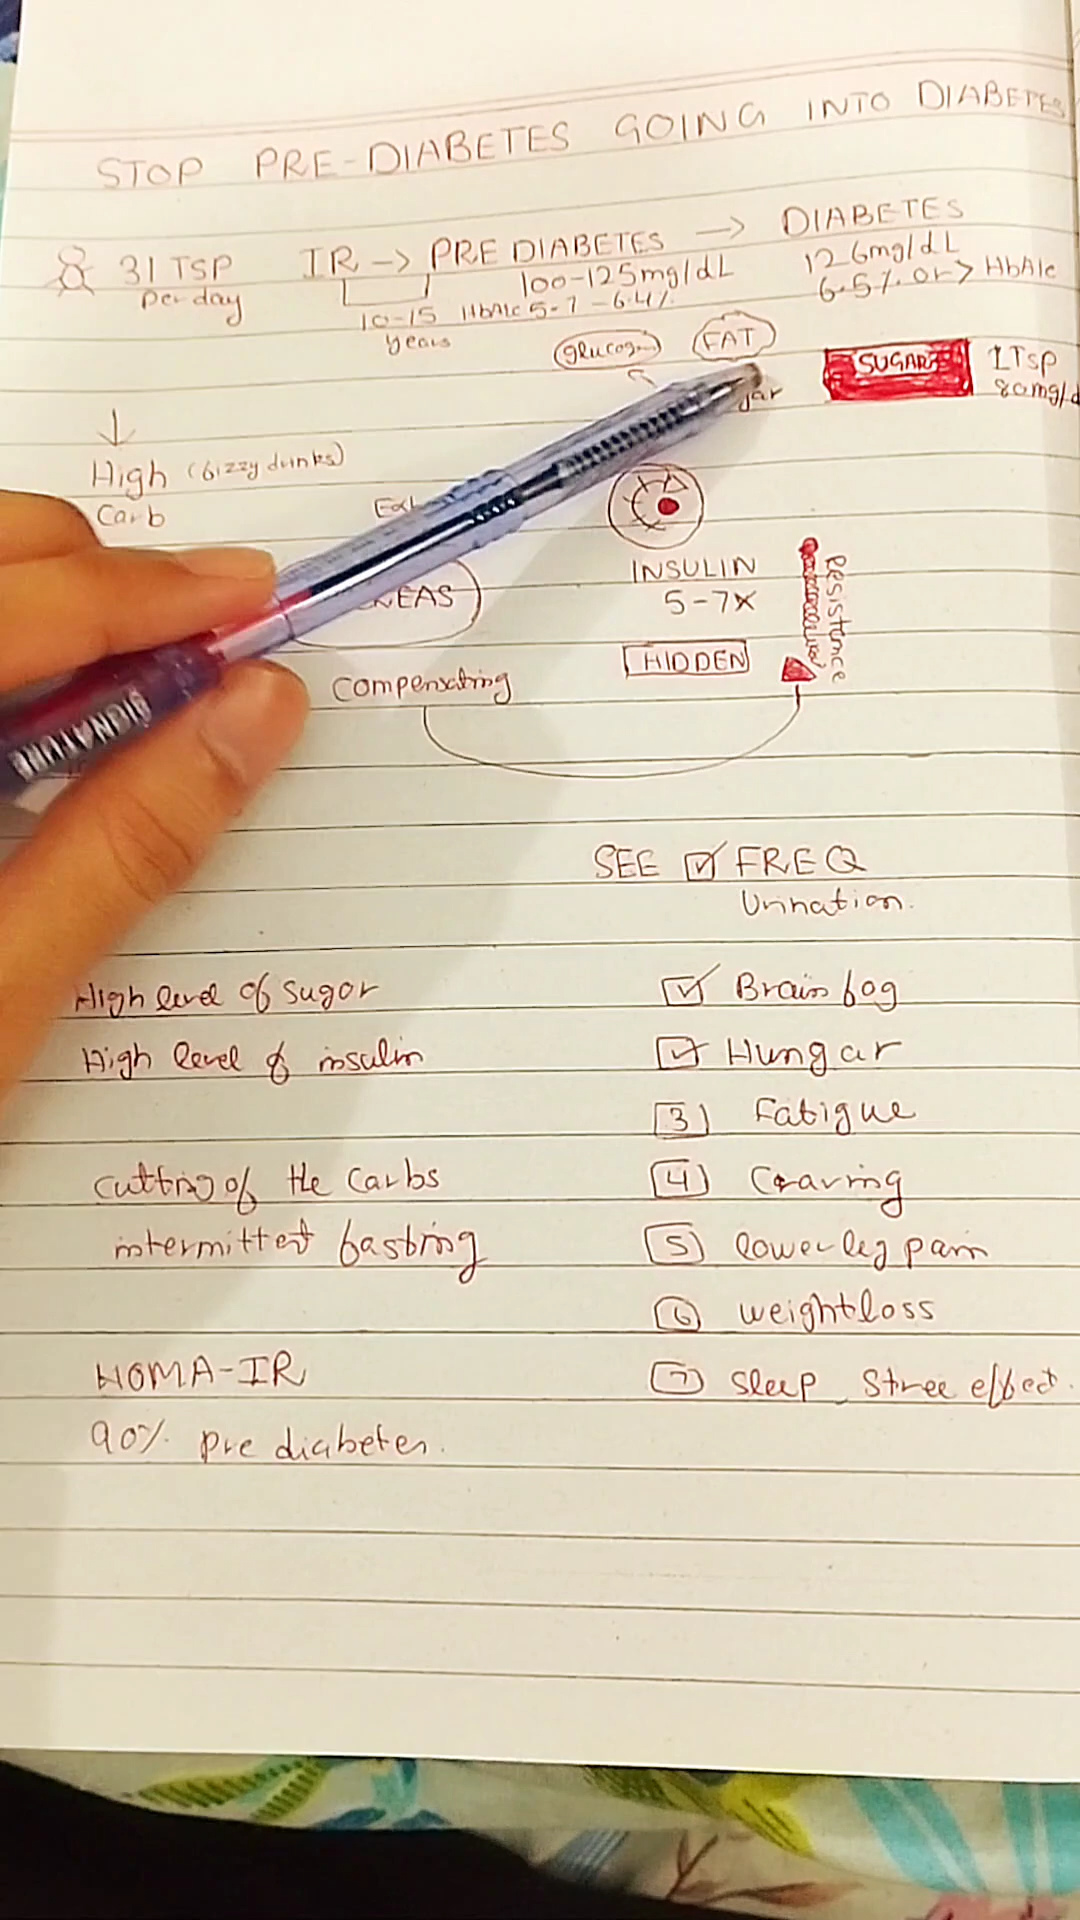 STOP PRE-DIABETES GOING INTO DIABETES
31 TSP
Per day
IR → PRE DIABETES → DIABETES
100-125mg/dL
126mg/dL
10-15
years
HbA1c 5-7 - 6.4%
6.5% or > HbA1c
glucogn
FAT
SUGAR
1 Tsp
80mg/d
High (fizzy drinks)
Carb
INSULIN
5-7x
Resistance
HIDDEN
Compensating
SIGNATURE
SEE ☑ FREQ
Urination.
High level of sugar
☑ Brain fog
High level of insulin
☑ Hungar
3 Fatigue
cutting of the Carbs
4 Craving
intermittent fasting
5 lower leg pain
6 weightloss
HOMA-IR
7 sleep, Stree effect.
90% Pre diabetes.